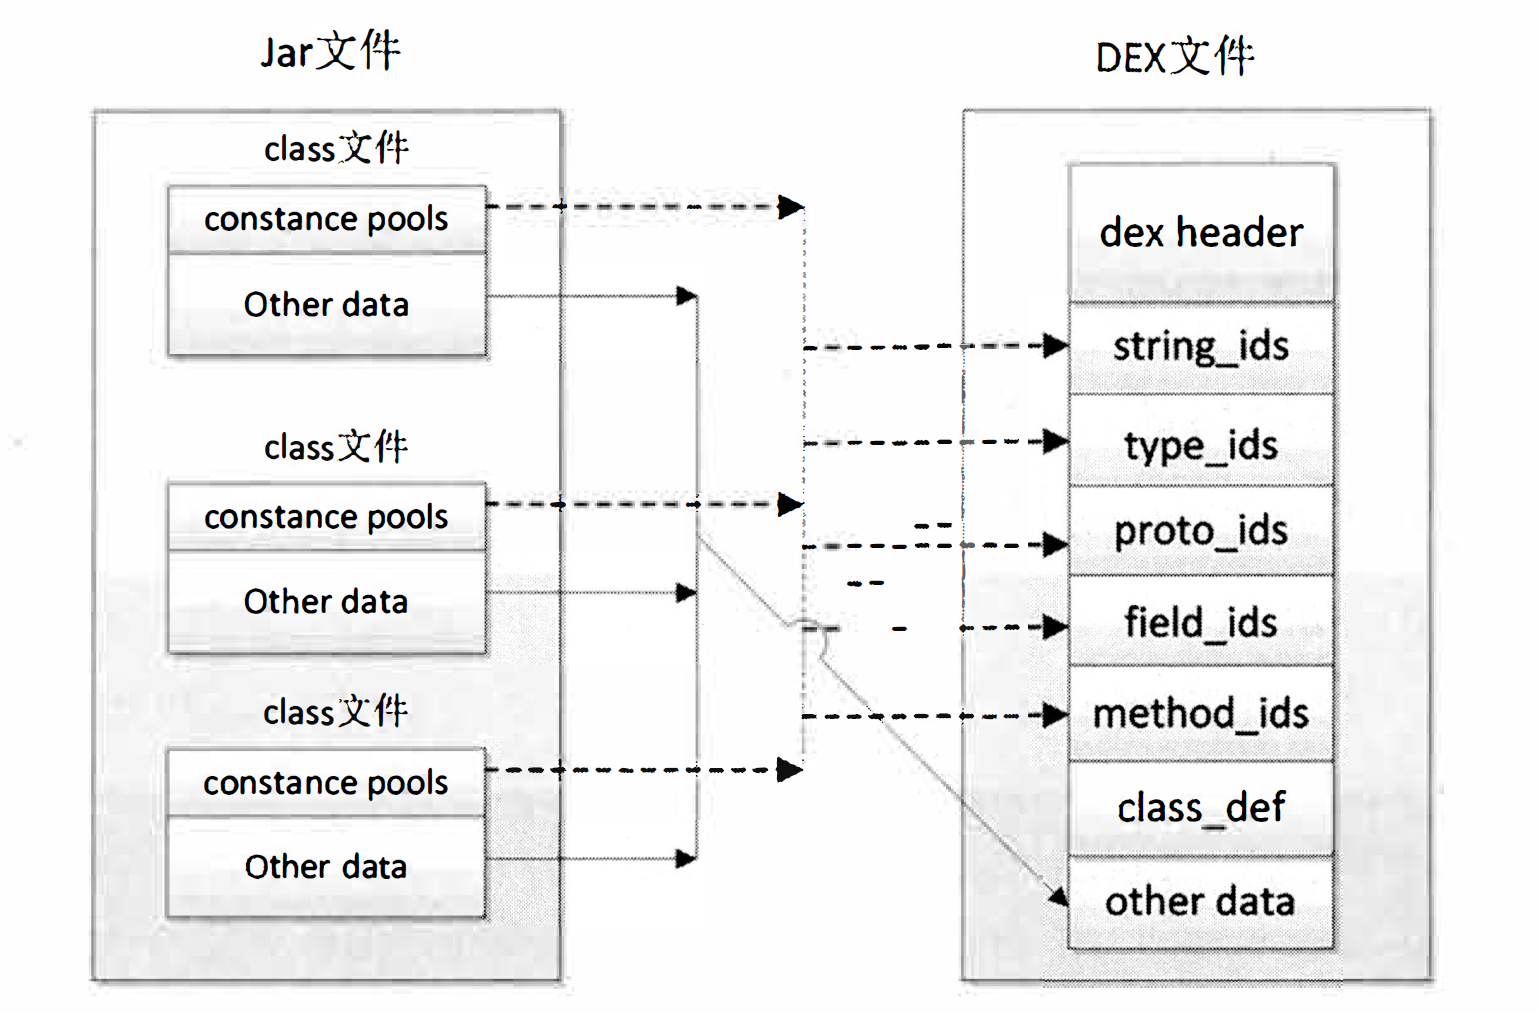 Jar文件
class文件
constance pools
Other data
class文件
constance pools
Other data
class文件
constance pools
Other data
DEX文件
dex header
string_ids
type_ids
proto_ids
field_ids
method_ids
class_def
other data